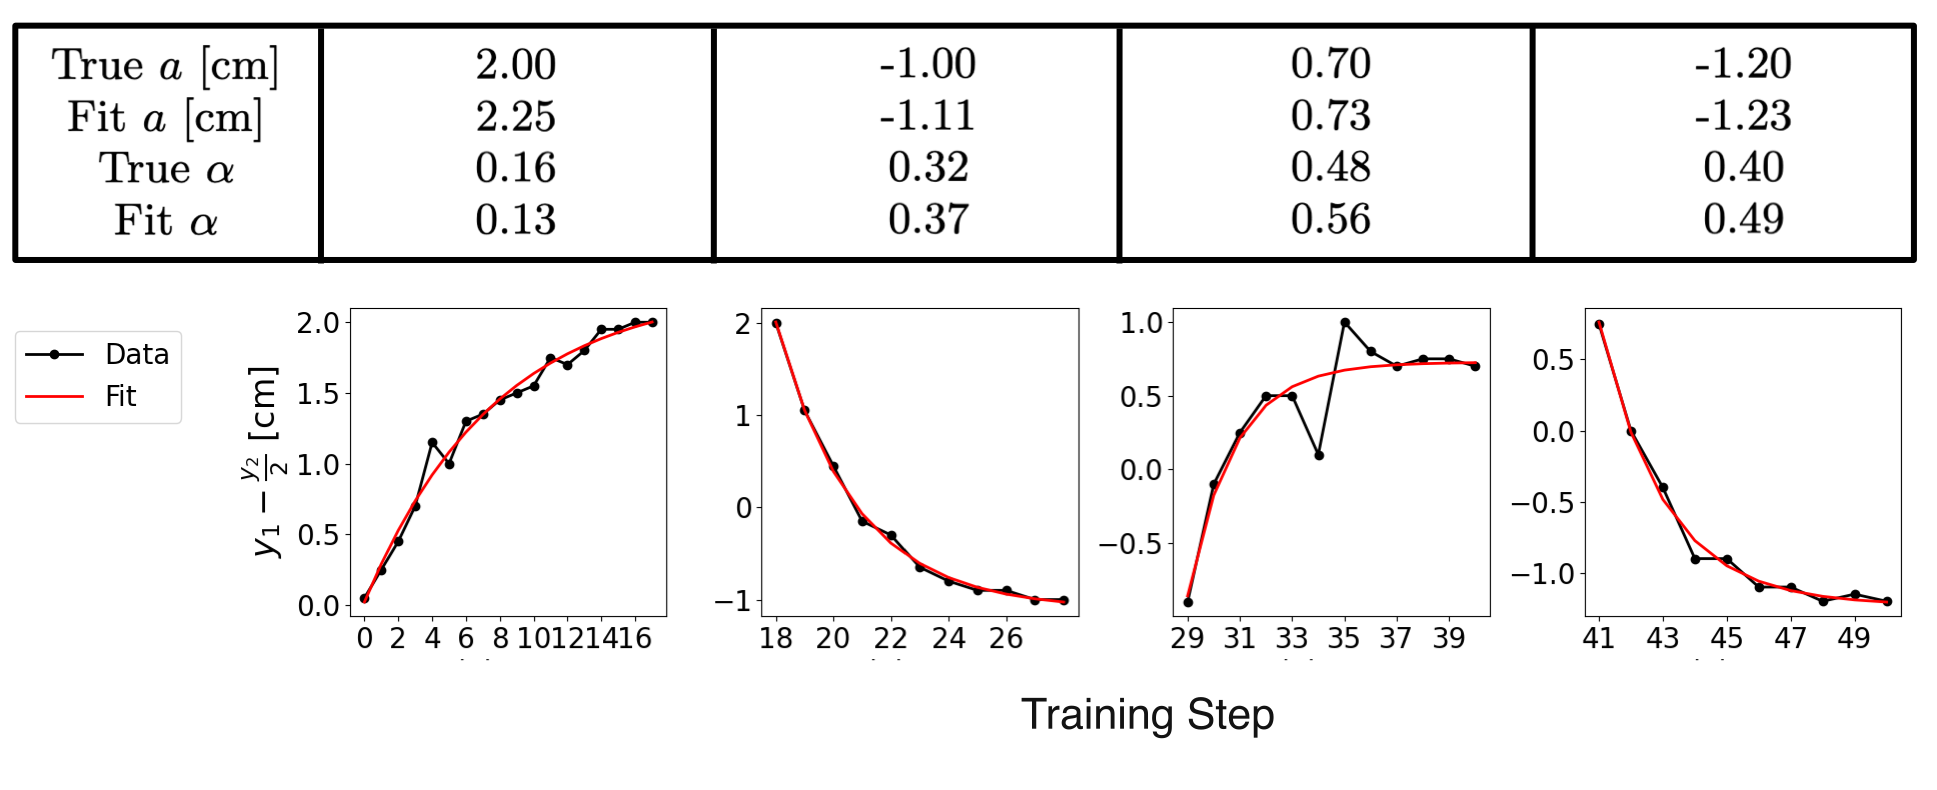 True a [cm] 2.00 -1.00 0.70 -1.20
Fit a [cm] 2.25 -1.11 0.73 -1.23
True α 0.16 0.32 0.48 0.40
Fit α 0.13 0.37 0.56 0.49
Data
Fit
y₁ − y₂/2 [cm]
2.0
1.5
1.0
0.5
0.0
0 2 4 6 8 10 12 14 16
2
1
0
−1
18 20 22 24 26
1.0
0.5
0.0
−0.5
29 31 33 35 37 39
0.5
0.0
−0.5
−1.0
41 43 45 47 49
Training Step